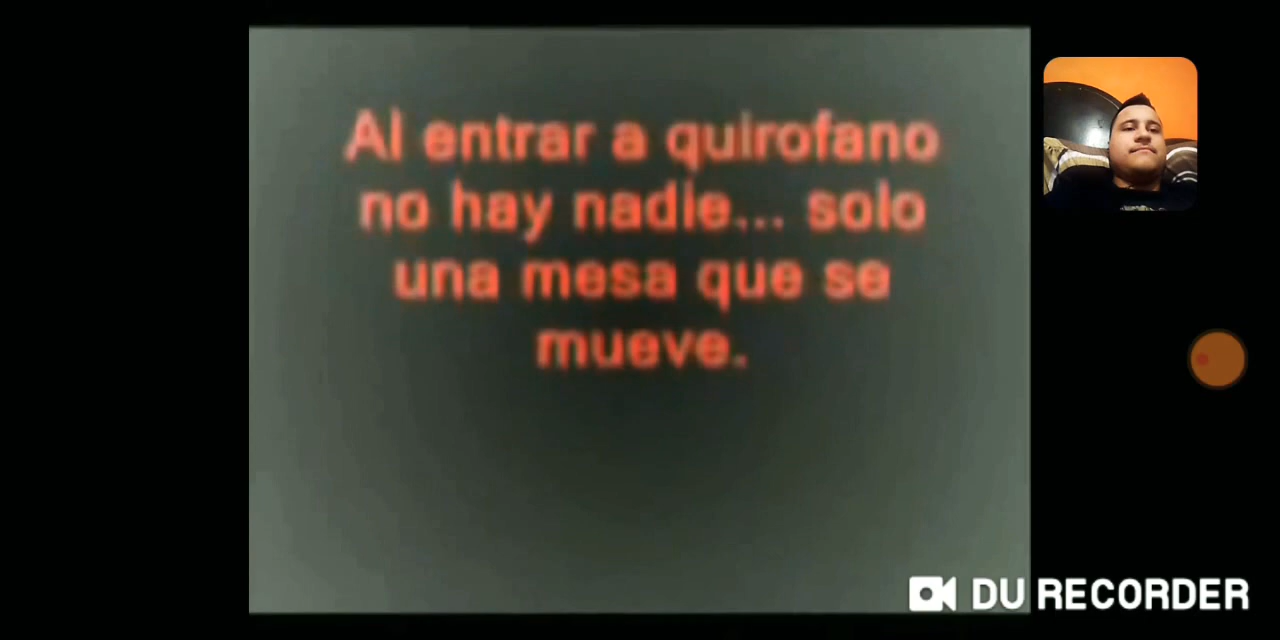 Al entrar a quirofano
no hay nadie... solo
una mesa que se
mueve.
DU RECORDER